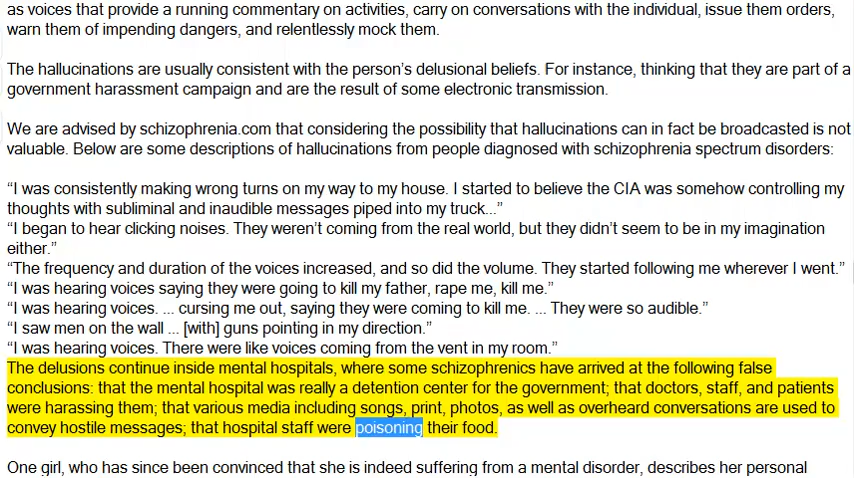 as voices that provide a running commentary on activities, carry on conversations with the individual, issue them orders,
warn them of impending dangers, and relentlessly mock them.
The hallucinations are usually consistent with the person's delusional beliefs. For instance, thinking that they are part of a
government harassment campaign and are the result of some electronic transmission.
We are advised by schizophrenia.com that considering the possibility that hallucinations can in fact be broadcasted is not
valuable. Below are some descriptions of hallucinations from people diagnosed with schizophrenia spectrum disorders:
“I was consistently making wrong turns on my way to my house. I started to believe the CIA was somehow controlling my
thoughts with subliminal and inaudible messages piped into my truck...”
“I began to hear clicking noises. They weren't coming from the real world, but they didn't seem to be in my imagination
either.”
“The frequency and duration of the voices increased, and so did the volume. They started following me wherever I went.”
“I was hearing voices saying they were going to kill my father, rape me, kill me.”
“I was hearing voices. ... cursing me out, saying they were coming to kill me. ... They were so audible.”
“I saw men on the wall ... [with] guns pointing in my direction.”
“I was hearing voices. There were like voices coming from the vent in my room.”
The delusions continue inside mental hospitals, where some schizophrenics have arrived at the following false
conclusions: that the mental hospital was really a detention center for the government; that doctors, staff, and patients
were harassing them; that various media including songs, print, photos, as well as overheard conversations are used to
convey hostile messages; that hospital staff were poisoning their food.
One girl, who has since been convinced that she is indeed suffering from a mental disorder, describes her personal